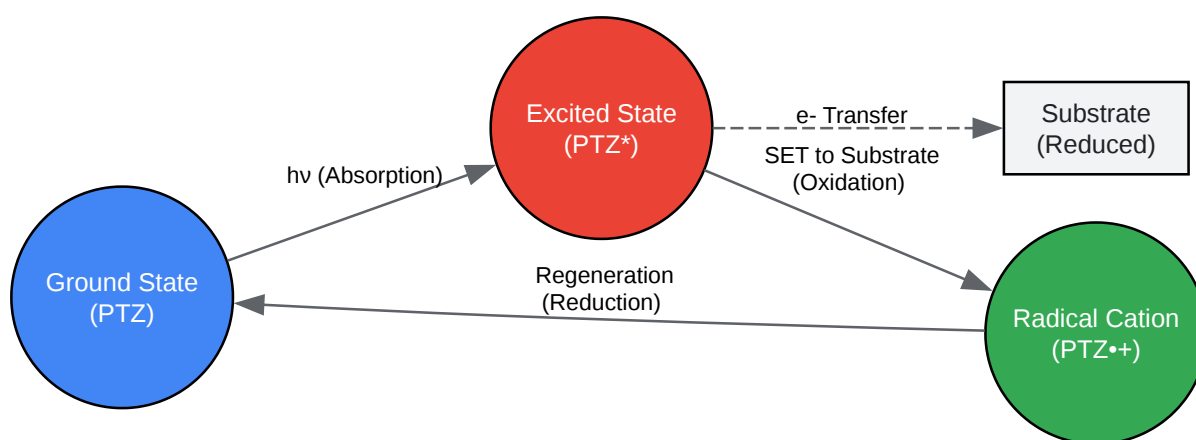 Excited State
(PTZ*)
e- Transfer
Substrate
(Reduced)
SET to Substrate
(Oxidation)
hν (Absorption)
Ground State
(PTZ)
Regeneration
(Reduction)
Radical Cation
(PTZ•+)